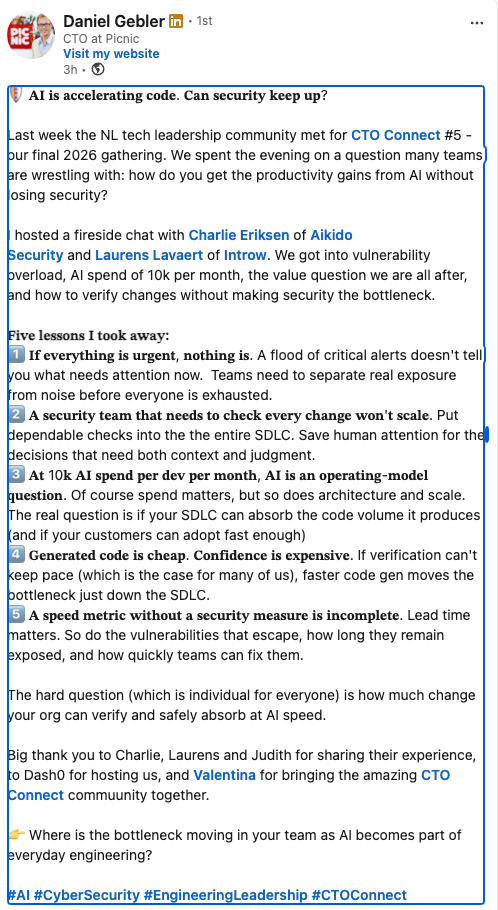 PIC
NIC
Daniel Gebler in • 1st
CTO at Picnic
Visit my website
3h •
🛡️ AI is accelerating code. Can security keep up?
Last week the NL tech leadership community met for CTO Connect #5 -
our final 2026 gathering. We spent the evening on a question many teams
are wrestling with: how do you get the productivity gains from AI without
losing security?
I hosted a fireside chat with Charlie Eriksen of Aikido
Security and Laurens Lavaert of Introw. We got into vulnerability
overload, AI spend of 10k per month, the value question we are all after,
and how to verify changes without making security the bottleneck.
Five lessons I took away:
1️⃣ If everything is urgent, nothing is. A flood of critical alerts doesn't tell
you what needs attention now.  Teams need to separate real exposure
from noise before everyone is exhausted.
2️⃣ A security team that needs to check every change won't scale. Put
dependable checks into the the entire SDLC. Save human attention for the
decisions that need both context and judgment.
3️⃣ At 10k AI spend per dev per month, AI is an operating-model
question. Of course spend matters, but so does architecture and scale.
The real question is if your SDLC can absorb the code volume it produces
(and if your customers can adopt fast enough)
4️⃣ Generated code is cheap. Confidence is expensive. If verification can't
keep pace (which is the case for many of us), faster code gen moves the
bottleneck just down the SDLC.
5️⃣ A speed metric without a security measure is incomplete. Lead time
matters. So do the vulnerabilities that escape, how long they remain
exposed, and how quickly teams can fix them.
The hard question (which is individual for everyone) is how much change
your org can verify and safely absorb at AI speed.
Big thank you to Charlie, Laurens and Judith for sharing their experience,
to Dash0 for hosting us, and Valentina for bringing the amazing CTO
Connect commuunity together.
👉 Where is the bottleneck moving in your team as AI becomes part of
everyday engineering?
#AI #CyberSecurity #EngineeringLeadership #CTOConnect